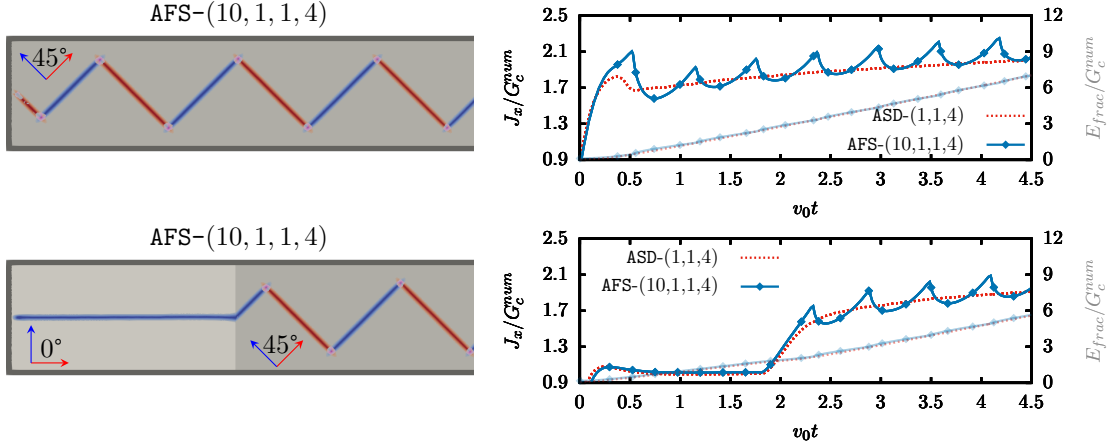 AFS-(10,1,1,4)
45°
2.5
2.1
1.7
1.3
0.9
J_x/G_c^{num}
12
9
6
3
0
E_{frac}/G_c^{num}
ASD-(1,1,4)
AFS-(10,1,1,4)
0 0.5 1 1.5 2 2.5 3 3.5 4 4.5
v_0t
AFS-(10,1,1,4)
0°
45°
2.5
2.1
1.7
1.3
0.9
J_x/G_c^{num}
12
9
6
3
0
E_{frac}/G_c^{num}
ASD-(1,1,4)
AFS-(10,1,1,4)
0 0.5 1 1.5 2 2.5 3 3.5 4 4.5
v_0t